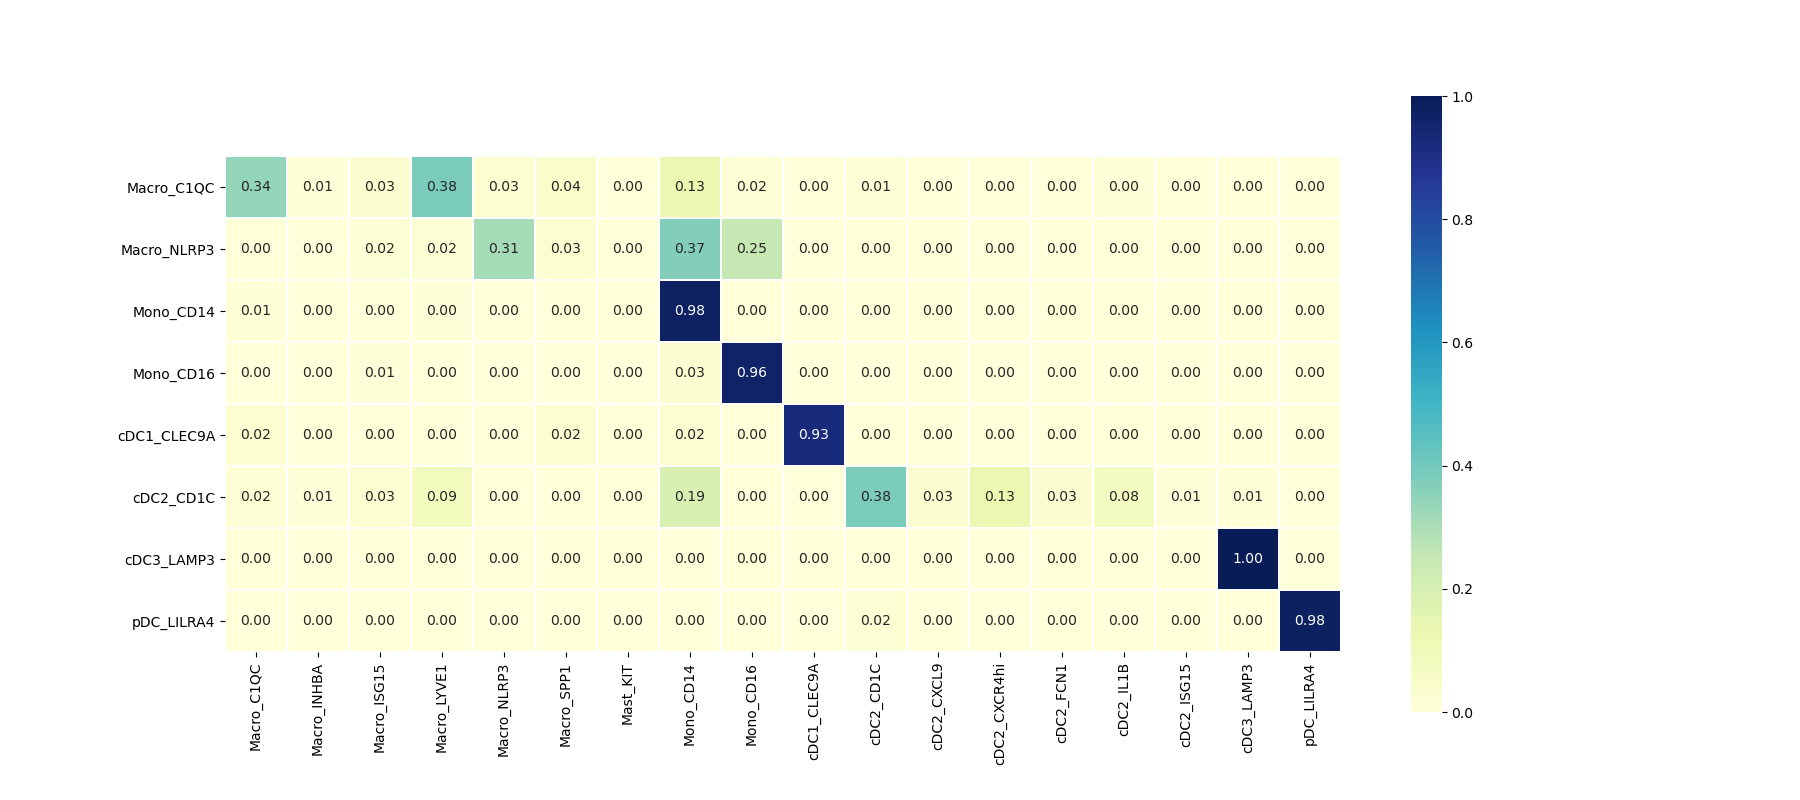 1.0
Macro_C1QC 0.34 0.01 0.03 0.38 0.03 0.04 0.00 0.13 0.02 0.00 0.01 0.00 0.00 0.00 0.00 0.00 0.00 0.00
0.8
Macro_NLRP3 0.00 0.00 0.02 0.02 0.31 0.03 0.00 0.37 0.25 0.00 0.00 0.00 0.00 0.00 0.00 0.00 0.00 0.00
Mono_CD14 0.01 0.00 0.00 0.00 0.00 0.00 0.00 0.98 0.00 0.00 0.00 0.00 0.00 0.00 0.00 0.00 0.00 0.00
0.6
Mono_CD16 0.00 0.00 0.01 0.00 0.00 0.00 0.00 0.03 0.96 0.00 0.00 0.00 0.00 0.00 0.00 0.00 0.00 0.00
cDC1_CLEC9A 0.02 0.00 0.00 0.00 0.00 0.02 0.00 0.02 0.00 0.93 0.00 0.00 0.00 0.00 0.00 0.00 0.00 0.00
0.4
cDC2_CD1C 0.02 0.01 0.03 0.09 0.00 0.00 0.00 0.19 0.00 0.00 0.38 0.03 0.13 0.03 0.08 0.01 0.01 0.00
cDC3_LAMP3 0.00 0.00 0.00 0.00 0.00 0.00 0.00 0.00 0.00 0.00 0.00 0.00 0.00 0.00 0.00 0.00 1.00 0.00
0.2
pDC_LILRA4 0.00 0.00 0.00 0.00 0.00 0.00 0.00 0.00 0.00 0.00 0.02 0.00 0.00 0.00 0.00 0.00 0.00 0.98
0.0
Macro_C1QC
Macro_INHBA
Macro_ISG15
Macro_LYVE1
Macro_NLRP3
Macro_SPP1
Mast_KIT
Mono_CD14
Mono_CD16
cDC1_CLEC9A
cDC2_CD1C
cDC2_CXCL9
cDC2_CXCR4hi
cDC2_FCN1
cDC2_IL1B
cDC2_ISG15
cDC3_LAMP3
pDC_LILRA4